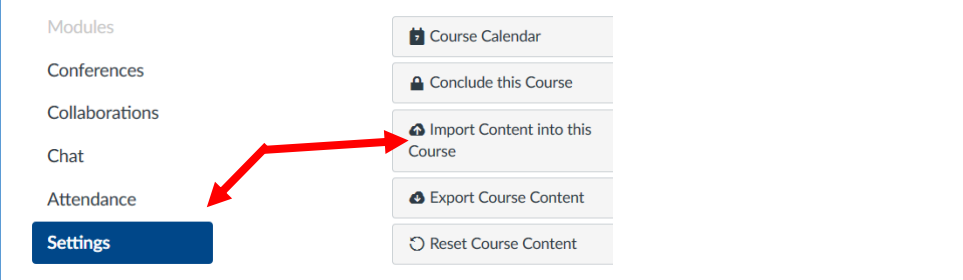 Modules
Conferences
Collaborations
Chat
Attendance
Settings
7
Course Calendar
Conclude this Course
Import Content into this
Course
Export Course Content
Reset Course Content